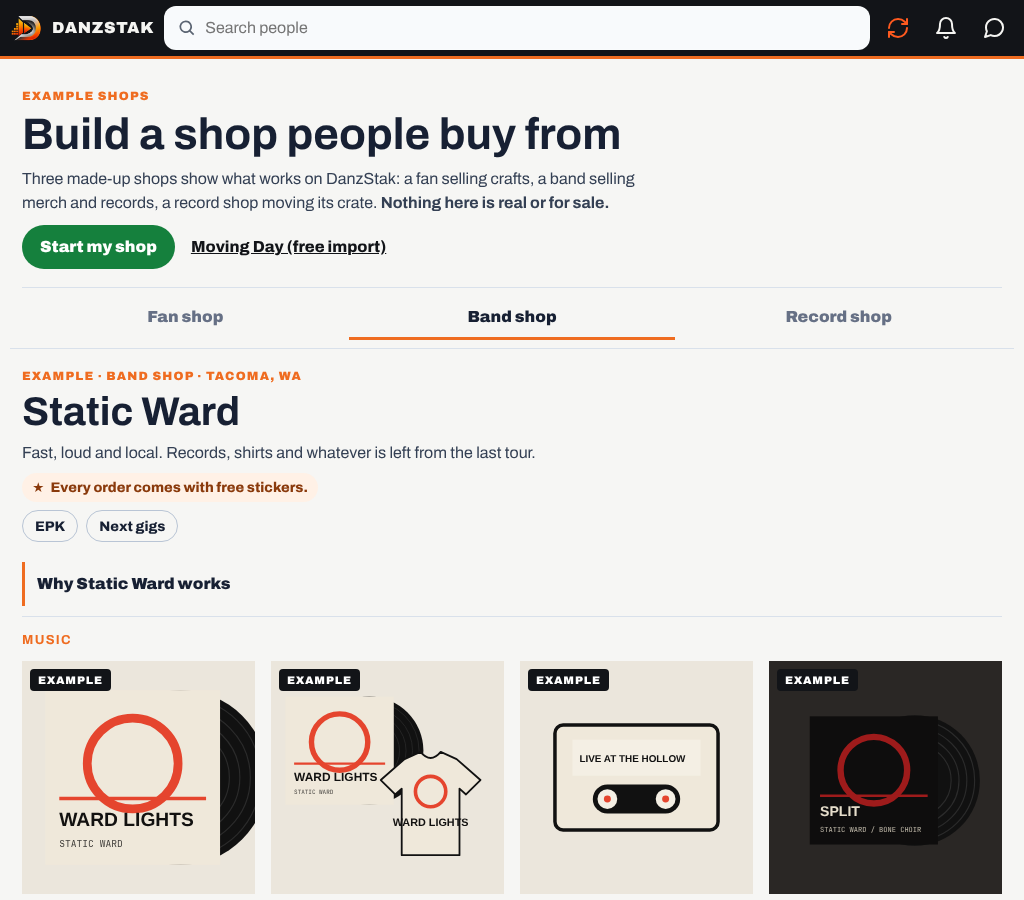 DANZSTAK
Search people
EXAMPLE SHOPS
Build a shop people buy from
Three made-up shops show what works on DanzStak: a fan selling crafts, a band selling
merch and records, a record shop moving its crate. Nothing here is real or for sale.
Start my shop
Moving Day (free import)
Fan shop
Band shop
Record shop
EXAMPLE · BAND SHOP · TACOMA, WA
Static Ward
Fast, loud and local. Records, shirts and whatever is left from the last tour.
★ Every order comes with free stickers.
EPK
Next gigs
Why Static Ward works
MUSIC
EXAMPLE
WARD LIGHTS
STATIC WARD
EXAMPLE
WARD LIGHTS
STATIC WARD
WARD LIGHTS
EXAMPLE
LIVE AT THE HOLLOW
EXAMPLE
SPLIT
STATIC WARD / BONE CHOIR